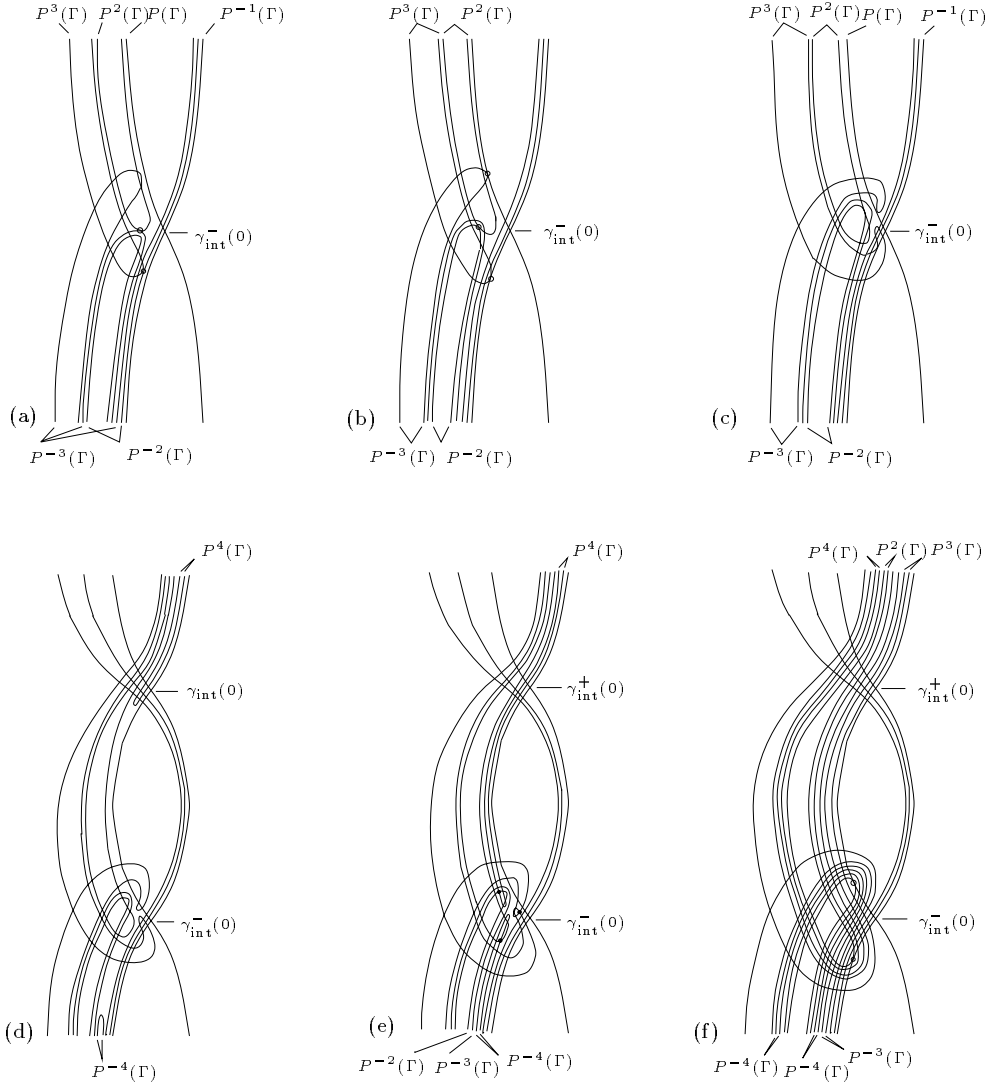 P³(Γ) P²(Γ) P(Γ) P⁻¹(Γ)
γ⁻int(0)
(a)
P⁻³(Γ) P⁻²(Γ)
P³(Γ) P²(Γ)
γ⁻int(0)
(b)
P⁻³(Γ) P⁻²(Γ)
P³(Γ) P²(Γ) P(Γ) P⁻¹(Γ)
γ⁻int(0)
(c)
P⁻³(Γ) P⁻²(Γ)
P⁴(Γ)
γint(0)
γ⁻int(0)
(d)
P⁻⁴(Γ)
P⁴(Γ)
γ⁺int(0)
γ⁻int(0)
(e)
P⁻²(Γ) P⁻³(Γ) P⁻⁴(Γ)
P⁴(Γ) P²(Γ) P³(Γ)
γ⁺int(0)
γ⁻int(0)
(f)
P⁻⁴(Γ) P⁻⁴(Γ) P⁻³(Γ)